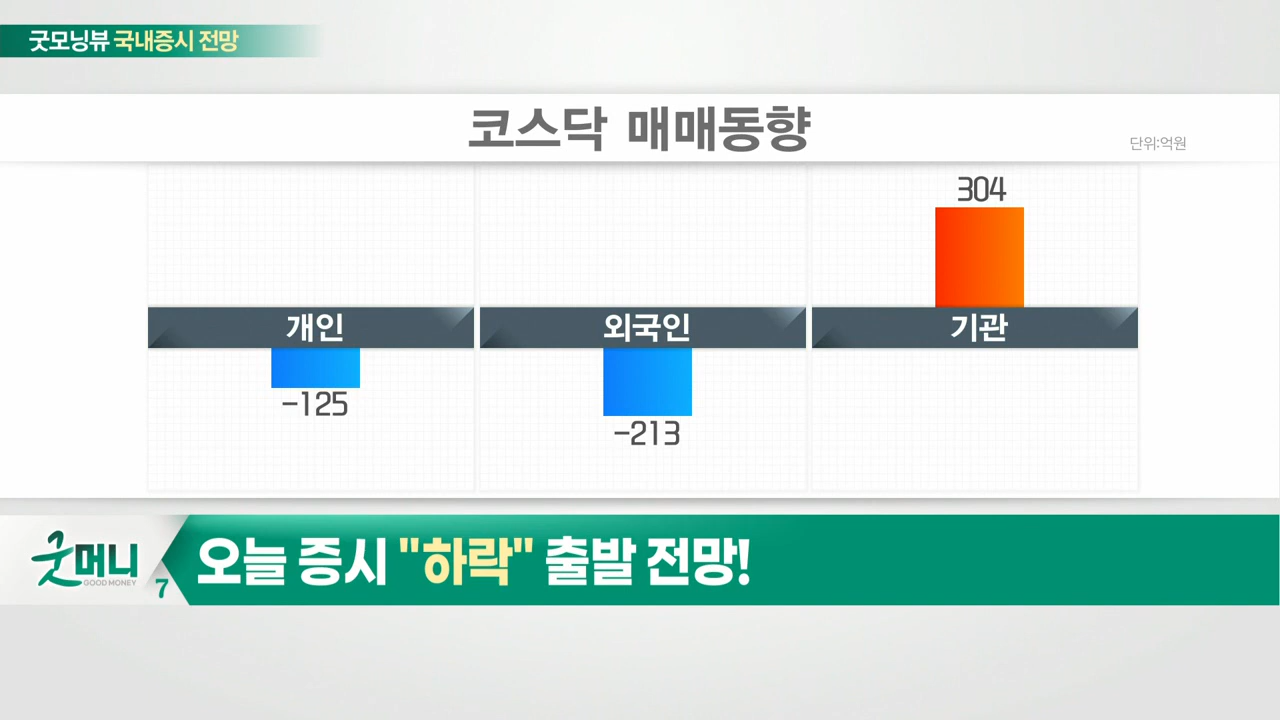 굿모닝뷰 국내증시 전망
코스닥 매매동향
단위:억원
304
개인
외국인
기관
-125
-213
굿머니
GOOD MONEY
7
오늘 증시 "하락" 출발 전망!